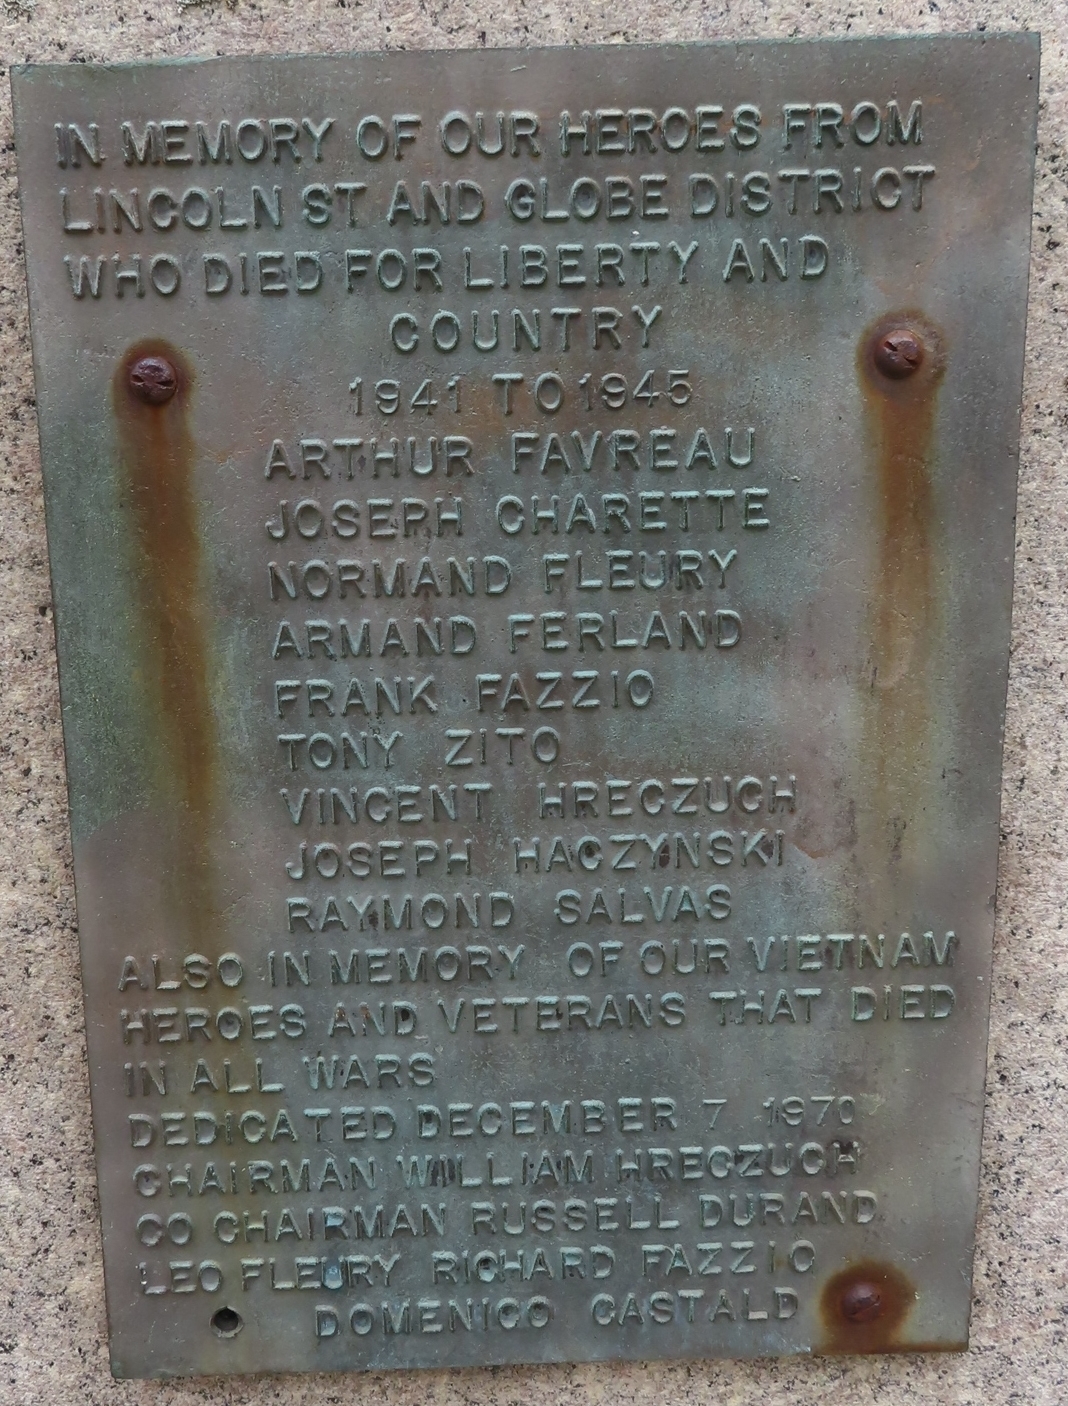 IN MEMORY OF OUR HEROES FROM
LINCOLN ST AND GLOBE DISTRICT
WHO DIED FOR LIBERTY AND
COUNTRY
1941 TO 1945
ARTHUR FAVREAU
JOSEPH CHARETTE
NORMAND FLEURY
ARMAND FERLAND
FRANK FAZZIO
TONY ZITO
VINCENT HRECZUCH
JOSEPH HACZYNSKI
RAYMOND SALVAS
ALSO IN MEMORY OF OUR VIETNAM
HEROES AND VETERANS THAT DIED
IN ALL WARS
DEDICATED DECEMBER 7 1970
CHAIRMAN WILLIAM HRECZUCH
CO CHAIRMAN RUSSELL DURAND
LEO FLEURY RICHARD FAZZIO
DOMENICO CASTALD